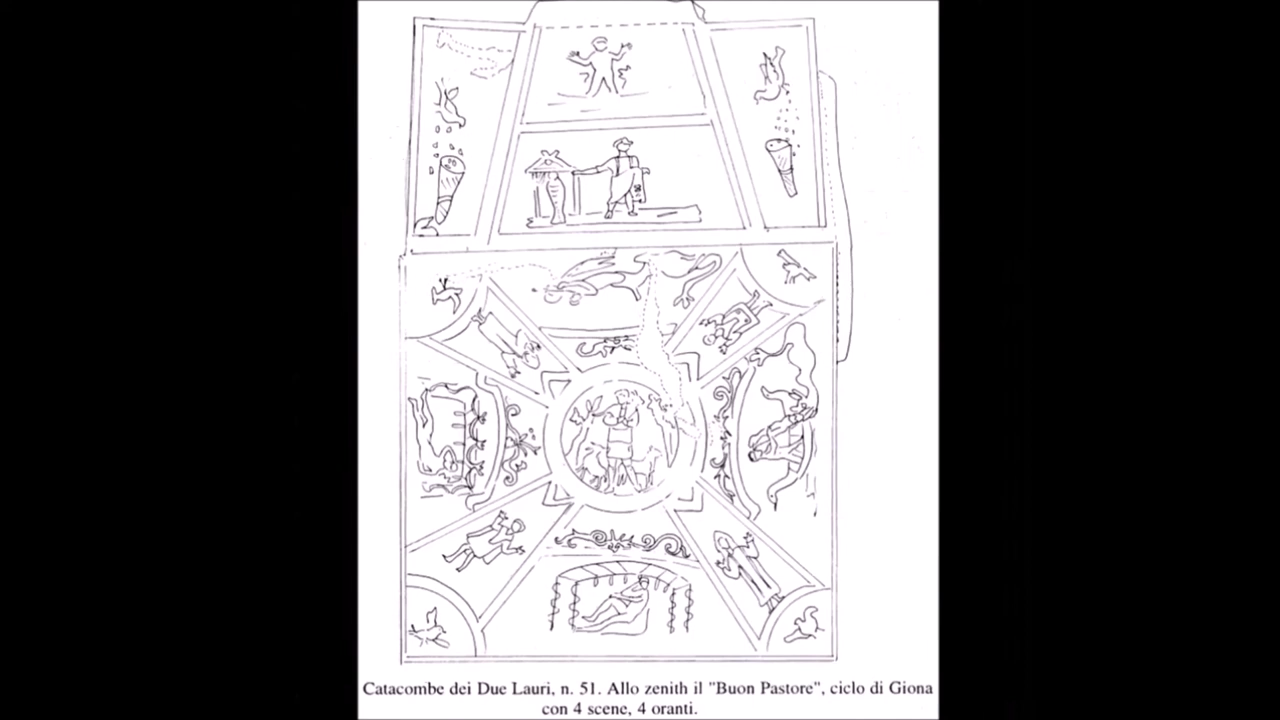 Catacombe dei Due Lauri, n. 51. Allo zenith il "Buon Pastore", ciclo di Giona
con 4 scene, 4 oranti.